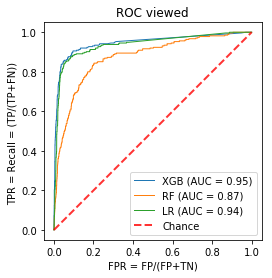 ROC viewed
TPR = Recall = (TP/(TP+FN))
1.0
0.8
0.6
0.4
0.2
0.0
XGB (AUC = 0.95)
RF (AUC = 0.87)
LR (AUC = 0.94)
Chance
0.0 0.2 0.4 0.6 0.8 1.0
FPR = FP/(FP+TN)